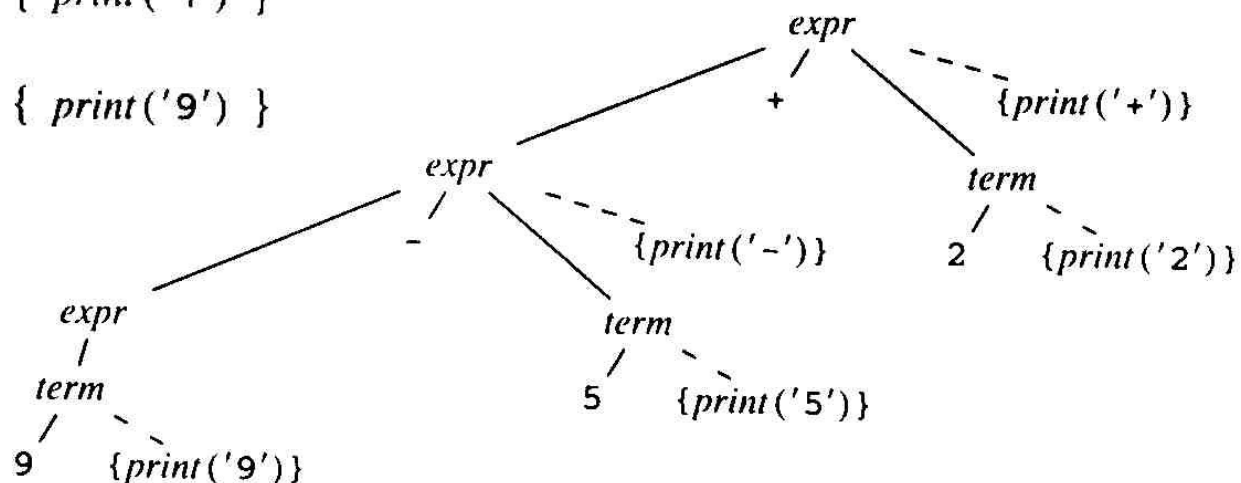 expr
{ print('9') }
+ {print('+')}
expr term
- {print('-')} 2 {print('2')}
expr term
term 5 {print('5')}
9 {print('9')}